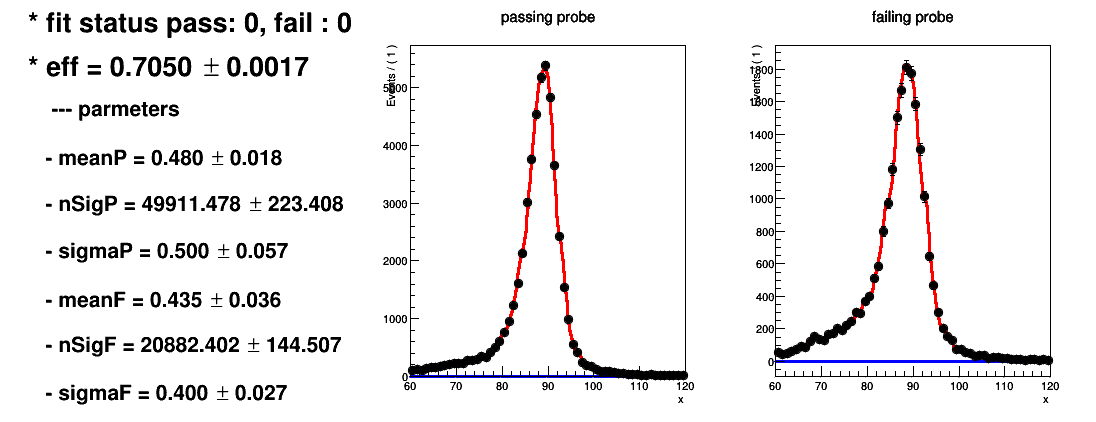 * fit status pass: 0, fail : 0
* eff = 0.7050 ± 0.0017
--- parmeters
- meanP = 0.480 ± 0.018
- nSigP = 49911.478 ± 223.408
- sigmaP = 0.500 ± 0.057
- meanF = 0.435 ± 0.036
- nSigF = 20882.402 ± 144.507
- sigmaF = 0.400 ± 0.027
passing probe
Events / ( 1 )
5000
4000
3000
2000
1000
0
60 70 80 90 100 110 120
x
failing probe
Events / ( 1 )
1800
1600
1400
1200
1000
800
600
400
200
0
60 70 80 90 100 110 120
x